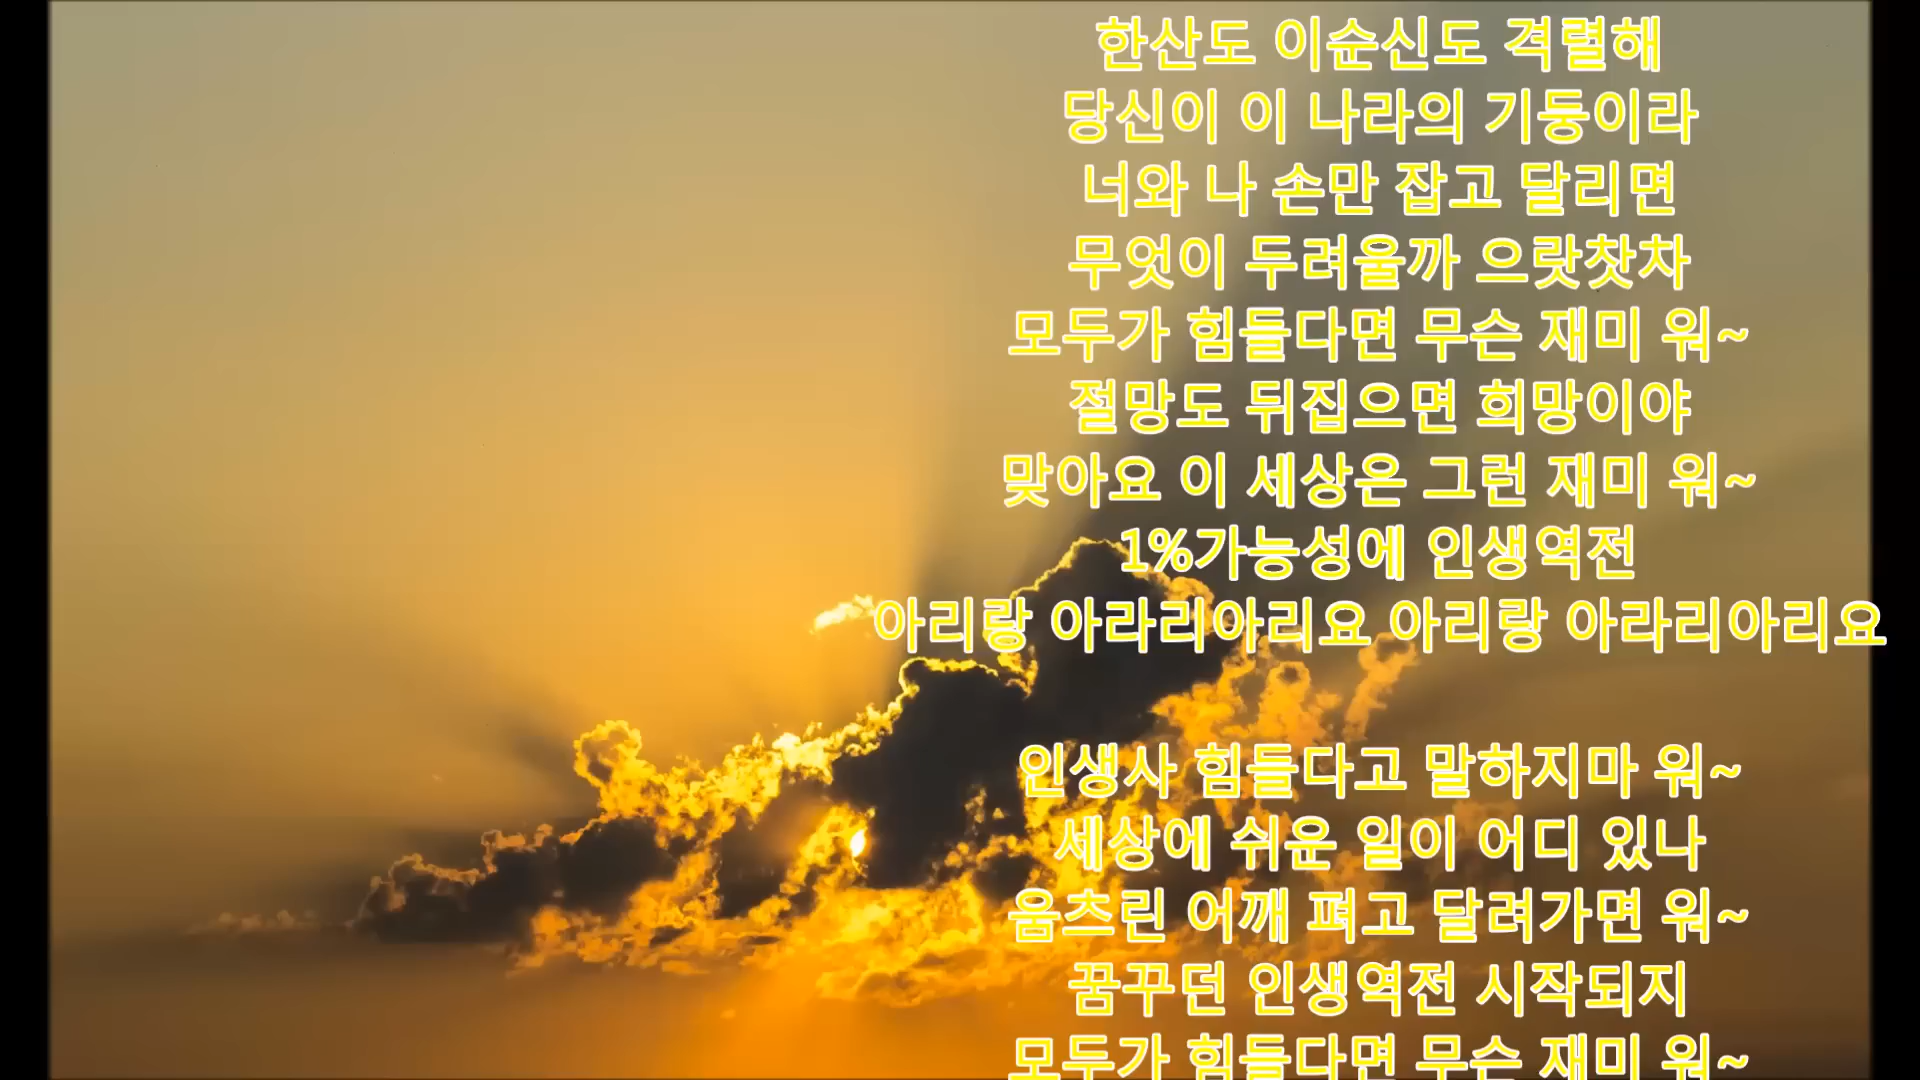 한산도 이순신도 격렬해
당신이 이 나라의 기둥이라
너와 나 손만 잡고 달리면
무엇이 두려울까 으랏찻차
모두가 힘들다면 무슨 재미 워~
절망도 뒤집으면 희망이야
맞아요 이 세상은 그런 재미 워~
1%가능성에 인생역전
아리랑 아라리아리요 아리랑 아라리아리요
인생사 힘들다고 말하지마 워~
세상에 쉬운 일이 어디 있나
움츠린 어깨 펴고 달려가면 워~
꿈꾸던 인생역전 시작되지
모두가 힘들다면 무슨 재미 워~